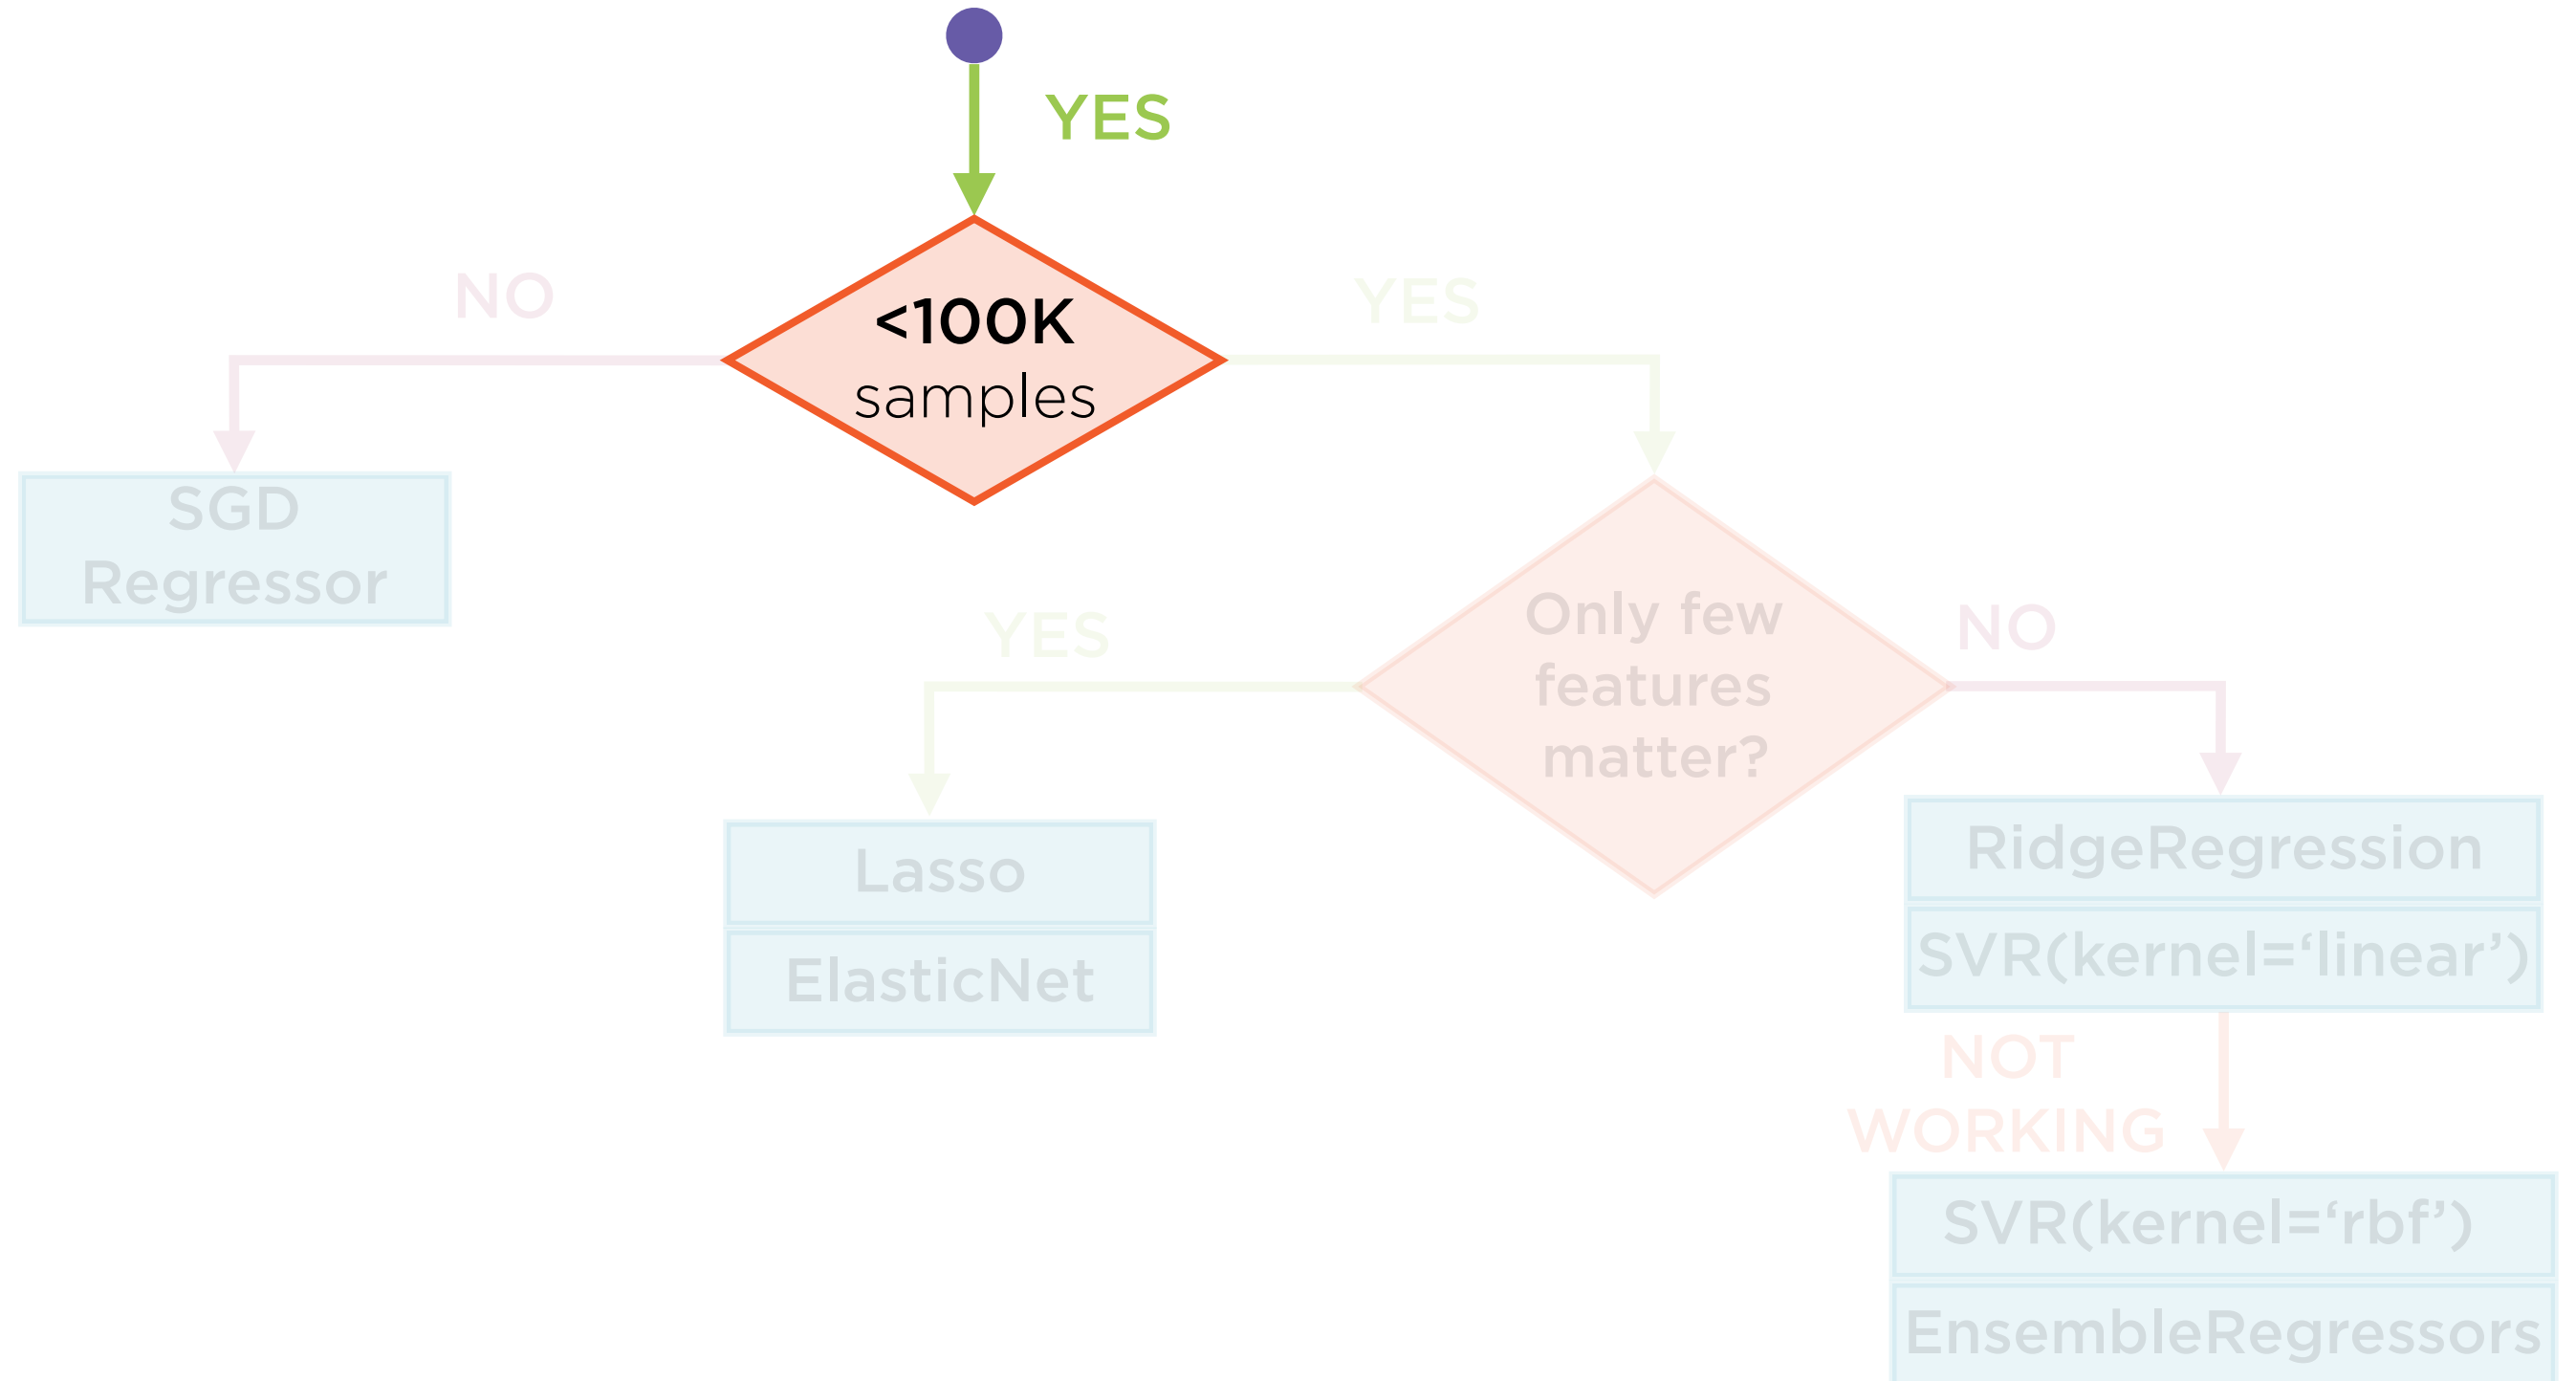 YES
NO
YES
<100K
samples
SGD
Regressor
YES
Only few
features
matter?
NO
Lasso
ElasticNet
RidgeRegression
SVR(kernel=‘linear’)
NOT
WORKING
SVR(kernel=‘rbf’)
EnsembleRegressors